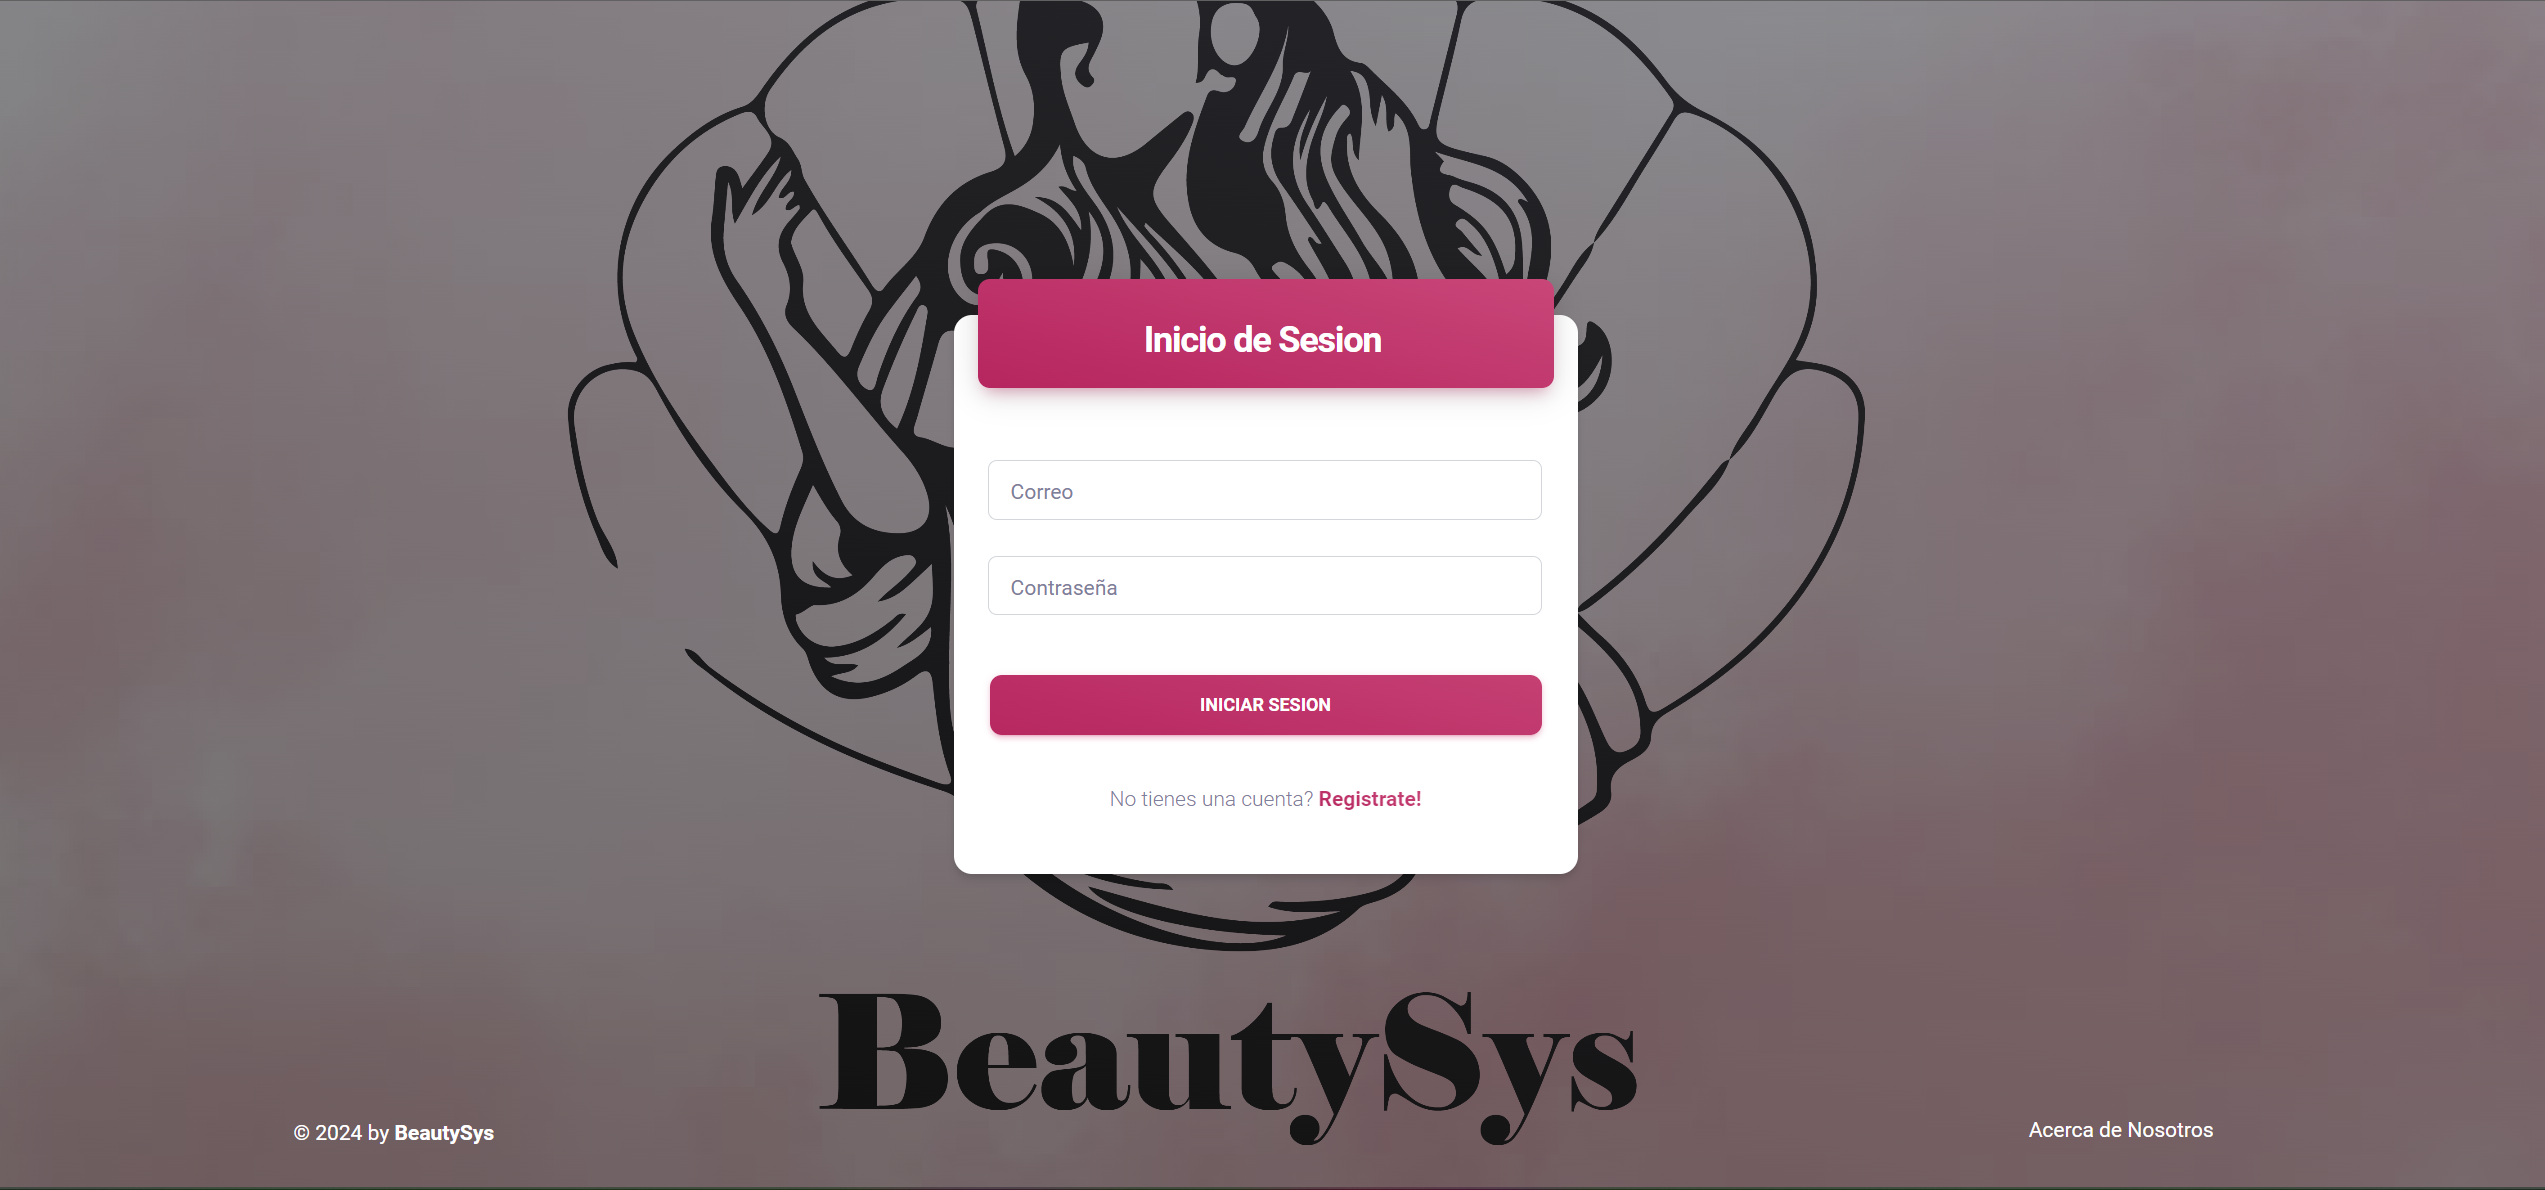 Inicio de Sesion
Correo
Contraseña
INICIAR SESION
No tienes una cuenta? Registrate!
BeautySys
© 2024 by BeautySys
Acerca de Nosotros